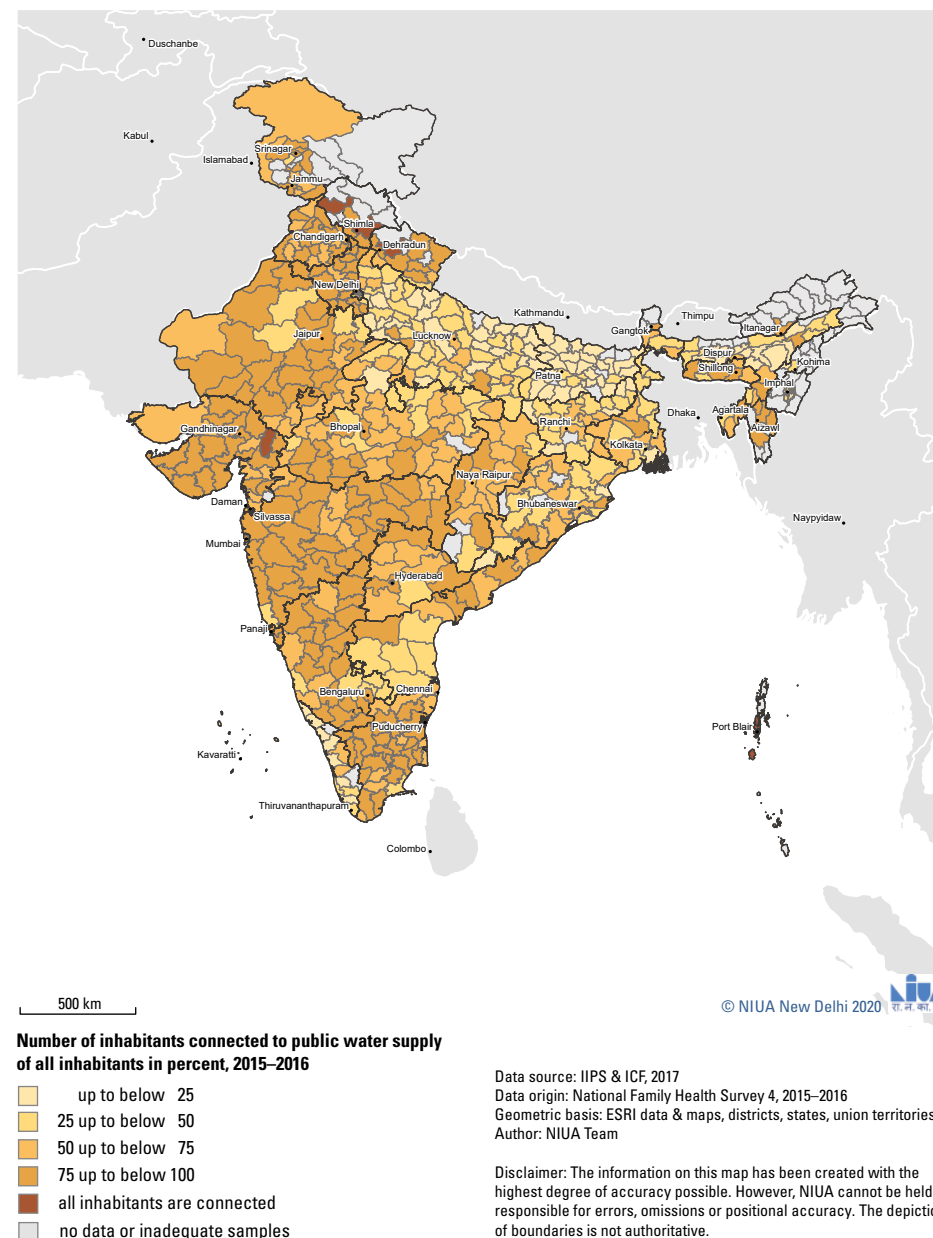 Duschanbe
Kabul
Islamabad
Srinagar
Jammu
Shimla
Chandigarh
Dehradun
New Delhi
Kathmandu
Thimpu
Gangtok
Itanagar
Jaipur
Lucknow
Dispur
Kohima
Shillong
Patna
Imphal
Dhaka
Agartala
Aizawl
Gandhinagar
Bhopal
Ranchi
Kolkata
Naya Raipur
Daman
Silvassa
Bhubaneswar
Naypyidaw
Mumbai
Hyderabad
Panaji
Bengaluru
Chennai
Puducherry
Port Blair
Kavaratti
Thiruvananthapuram
Colombo
500 km
© NIUA New Delhi 2020
रा. न. का.
Number of inhabitants connected to public water supply
of all inhabitants in percent, 2015–2016
up to below 25
25 up to below 50
50 up to below 75
75 up to below 100
all inhabitants are connected
no data or inadequate samples
Data source: IIPS & ICF, 2017
Data origin: National Family Health Survey 4, 2015–2016
Geometric basis: ESRI data & maps, districts, states, union territories
Author: NIUA Team
Disclaimer: The information on this map has been created with the
highest degree of accuracy possible. However, NIUA cannot be held
responsible for errors, omissions or positional accuracy. The depictio
of boundaries is not authoritative.